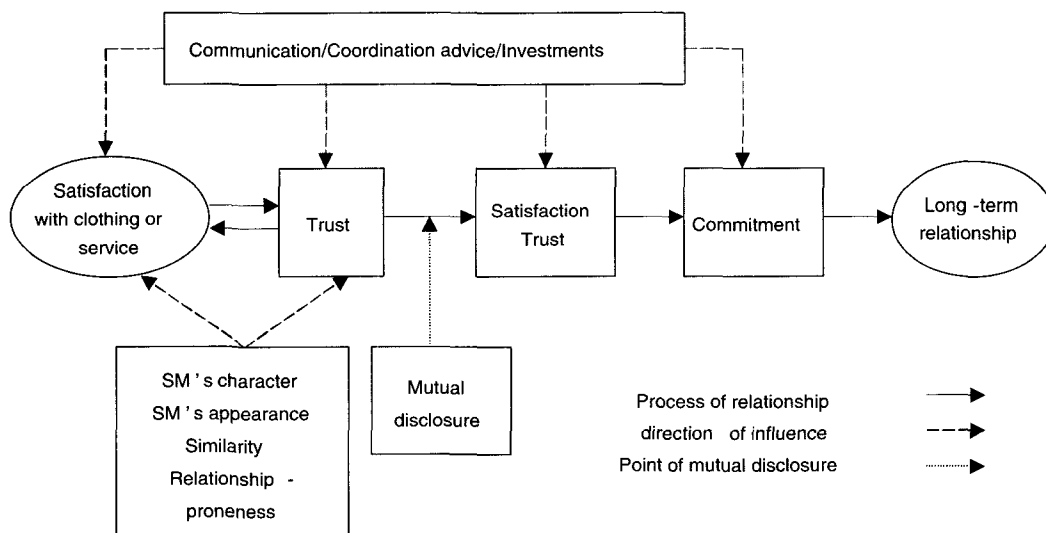 Communication/Coordination advice/Investments
Satisfaction
with clothing or
service
Trust
Satisfaction
Trust
Commitment
Long -term
relationship
SM's character
SM's appearance
Similarity
Relationship -
proneness
Mutual
disclosure
Process of relationship
direction of influence
Point of mutual disclosure